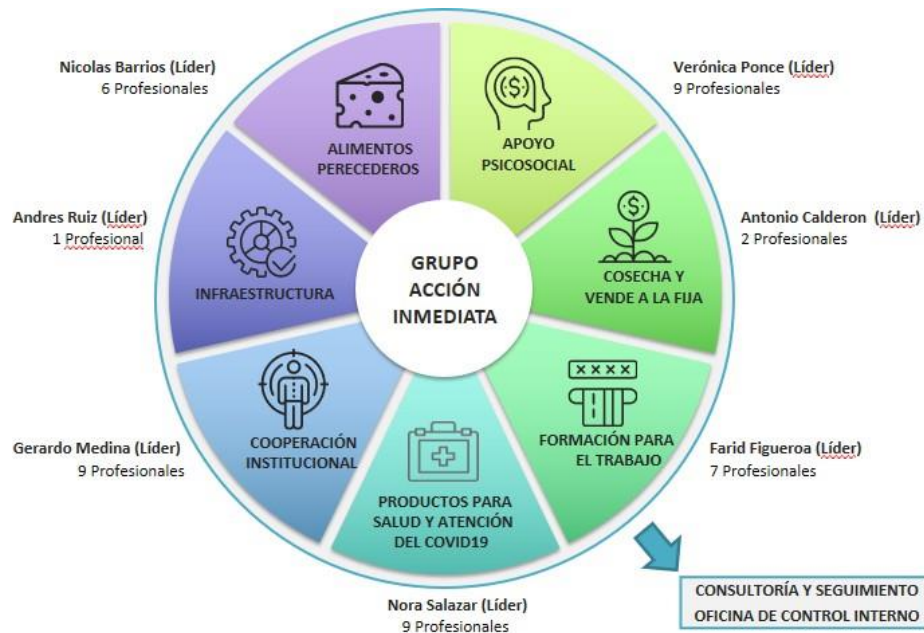 Nicolas Barrios (Líder)
6 Profesionales
Verónica Ponce (Líder)
9 Profesionales
ALIMENTOS
PERECEDEROS
APOYO
PSICOSOCIAL
Andres Ruiz (Líder)
1 Profesional
Antonio Calderon (Líder)
2 Profesionales
INFRAESTRUCTURA
GRUPO
ACCIÓN
INMEDIATA
COSECHA Y
VENDE A LA FIJA
Gerardo Medina (Líder)
9 Profesionales
COOPERACIÓN
INSTITUCIONAL
XXXX
FORMACIÓN PARA
EL TRABAJO
Farid Figueroa (Líder)
7 Profesionales
PRODUCTOS PARA
SALUD Y ATENCIÓN
DEL COVID19
Nora Salazar (Líder)
9 Profesionales
CONSULTORÍA Y SEGUIMIENTO
OFICINA DE CONTROL INTERNO